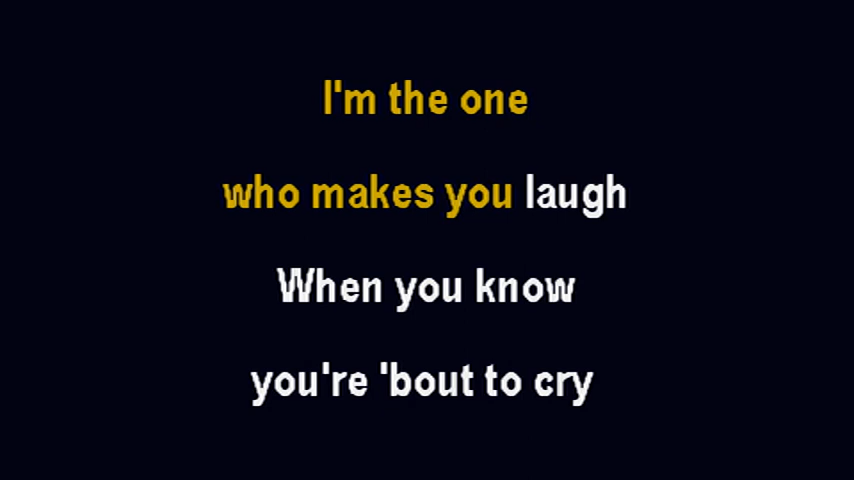 I'm the one
who makes you laugh
When you know
you're 'bout to cry